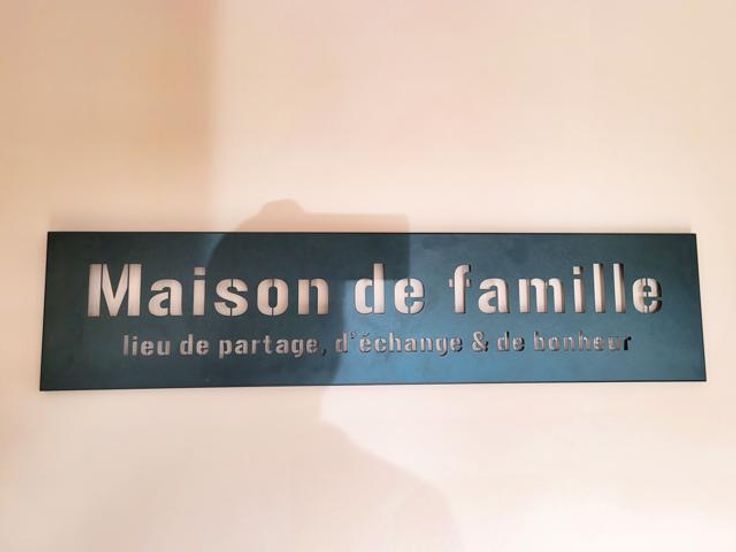 Maison de famille
lieu de partage, d'échange & de bonheur